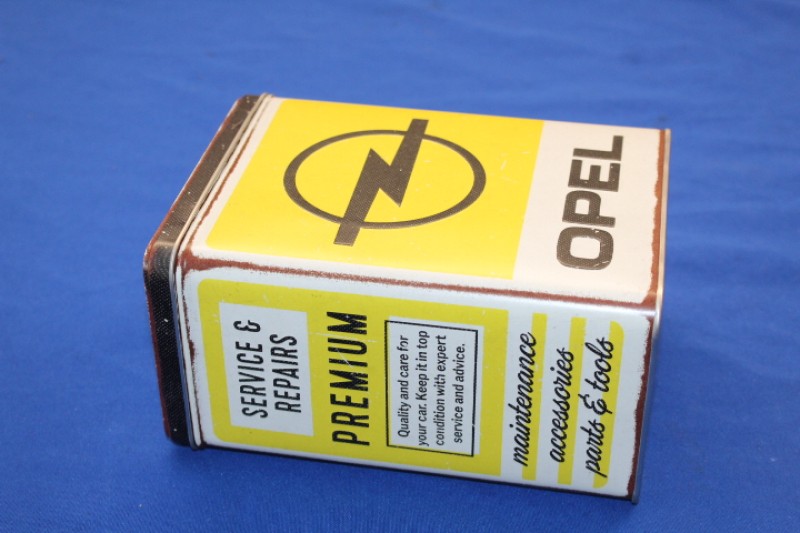 OPEL
SERVICE &
REPAIRS
PREMIUM
Quality and care for
your car. Keep it in top
condition with expert
service and advice.
maintenance
accessories
parts & tools